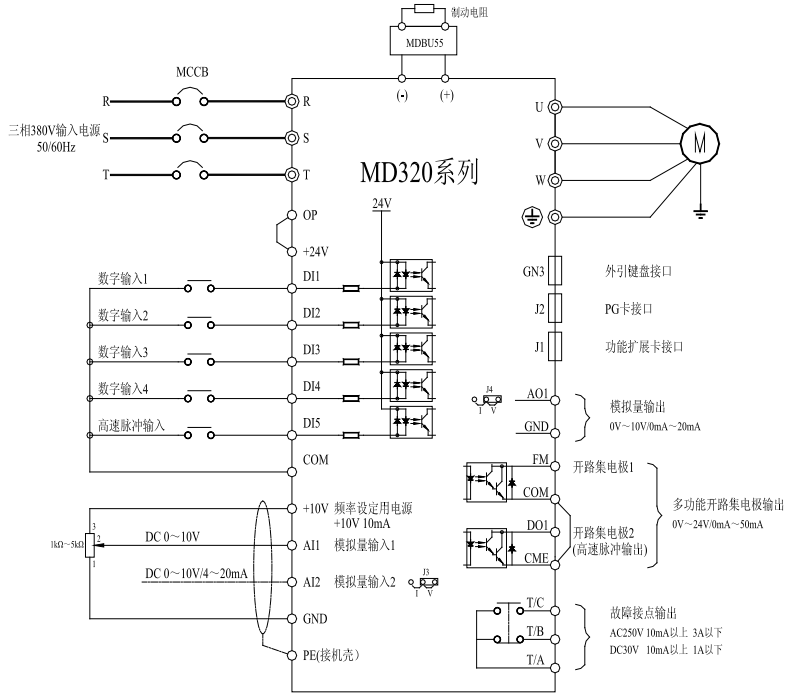 制动电阻
MDBU55
(-)
(+)
MCCB
R
R
三相380V输入电源
50/60Hz
S
S
T
T
U
V
W
M
MD320系列
24V
OP
+24V
数字输入1
DI1
数字输入2
DI2
数字输入3
DI3
数字输入4
DI4
高速脉冲输入
DI5
COM
GN3
外引键盘接口
J2
PG卡接口
J1
功能扩展卡接口
J4
I
V
AO1
GND
模拟量输出
0V～10V/0mA～20mA
FM
COM
开路集电极1
DO1
CME
开路集电极2
(高速脉冲输出)
多功能开路集电极输出
0V～24V/0mA～50mA
T/C
T/B
T/A
故障接点输出
AC250V 10mA以上 3A以下
DC30V 10mA以上 1A以下
+10V
频率设定用电源
+10V 10mA
1kΩ～5kΩ
3
2
1
DC 0～10V
AI1
模拟量输入1
DC 0～10V/4～20mA
AI2
模拟量输入2
J3
I
V
GND
PE(接机壳)